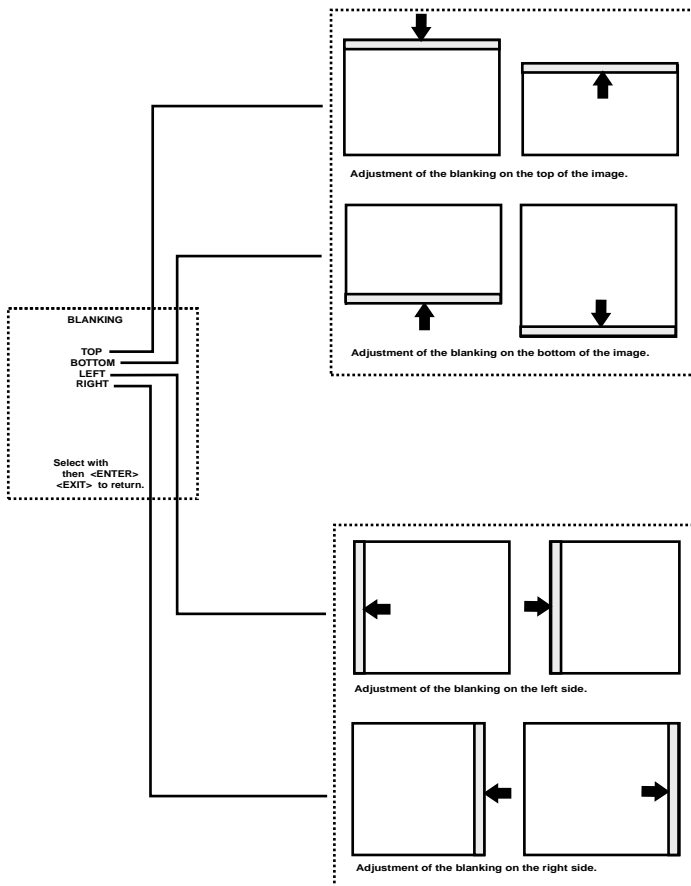 Adjustment of the blanking on the top of the image.
Adjustment of the blanking on the bottom of the image.
BLANKING
TOP
BOTTOM
LEFT
RIGHT
Select with
then <ENTER>
<EXIT> to return.
Adjustment of the blanking on the left side.
Adjustment of the blanking on the right side.